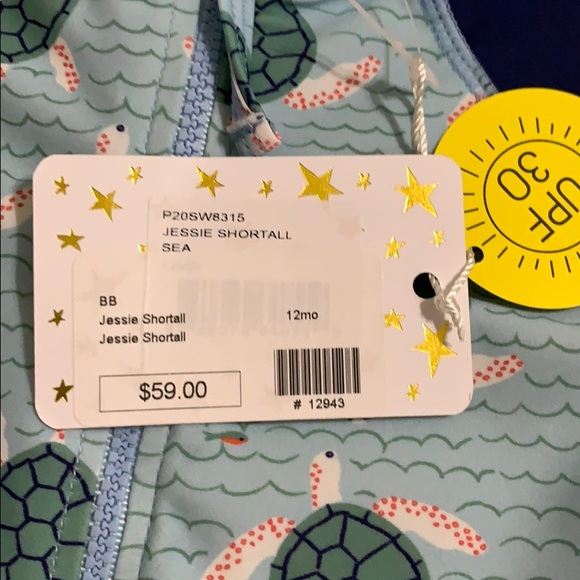 P20SW8315
JESSIE SHORTALL
SEA
BB
Jessie Shortall
12mo
Jessie Shortall
$59.00
# 12943
UPF
30